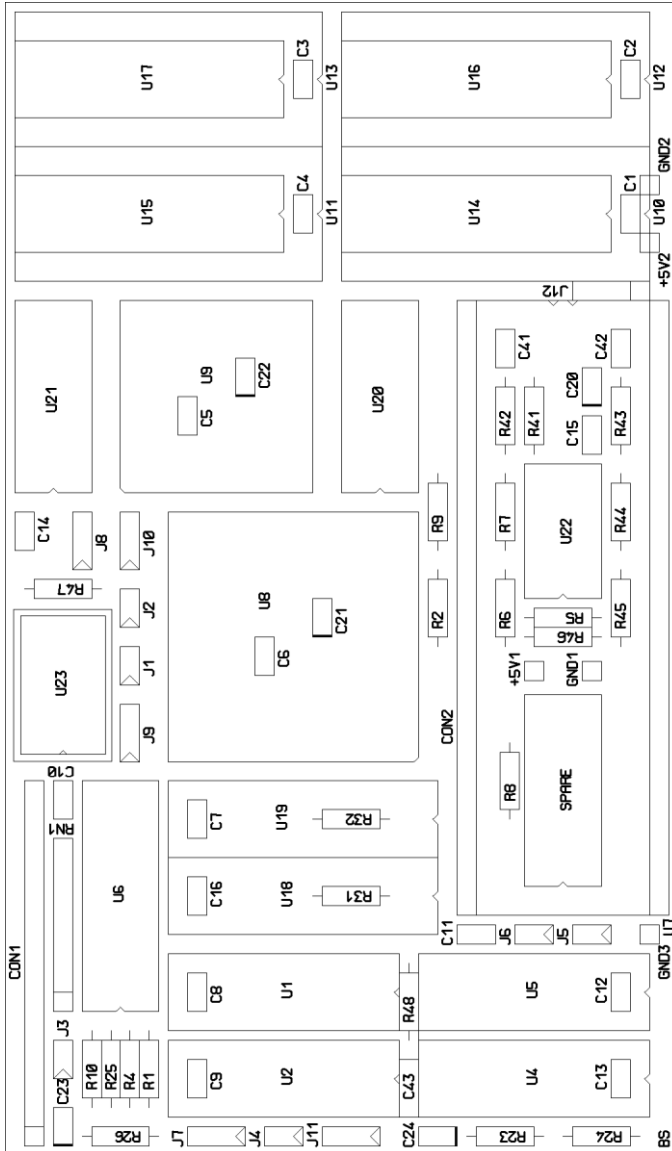 U17
C3
U13
U16
C2
U12
U15
C4
U11
U14
C1
U10
GND2
+5V2
J12
U21
U9
C5
C22
U20
C41
C42
C20
C15
R42
R41
R43
C14
J8
J10
R47
J2
J1
J9
U23
U8
C21
C6
R9
R2
R7
R6
U22
R44
R45
R5
R46
+5V1
GND1
CON2
R8
SPARE
C10
RN1
CON1
U6
C7
U19
R32
C16
U18
R31
C11
J6
J5
U7
GND3
C8
U1
R48
U5
C12
J3
C23
R10
R25
R4
R1
C9
U2
C43
U4
C13
R26
J7
J4
J11
C24
R23
R24
BS